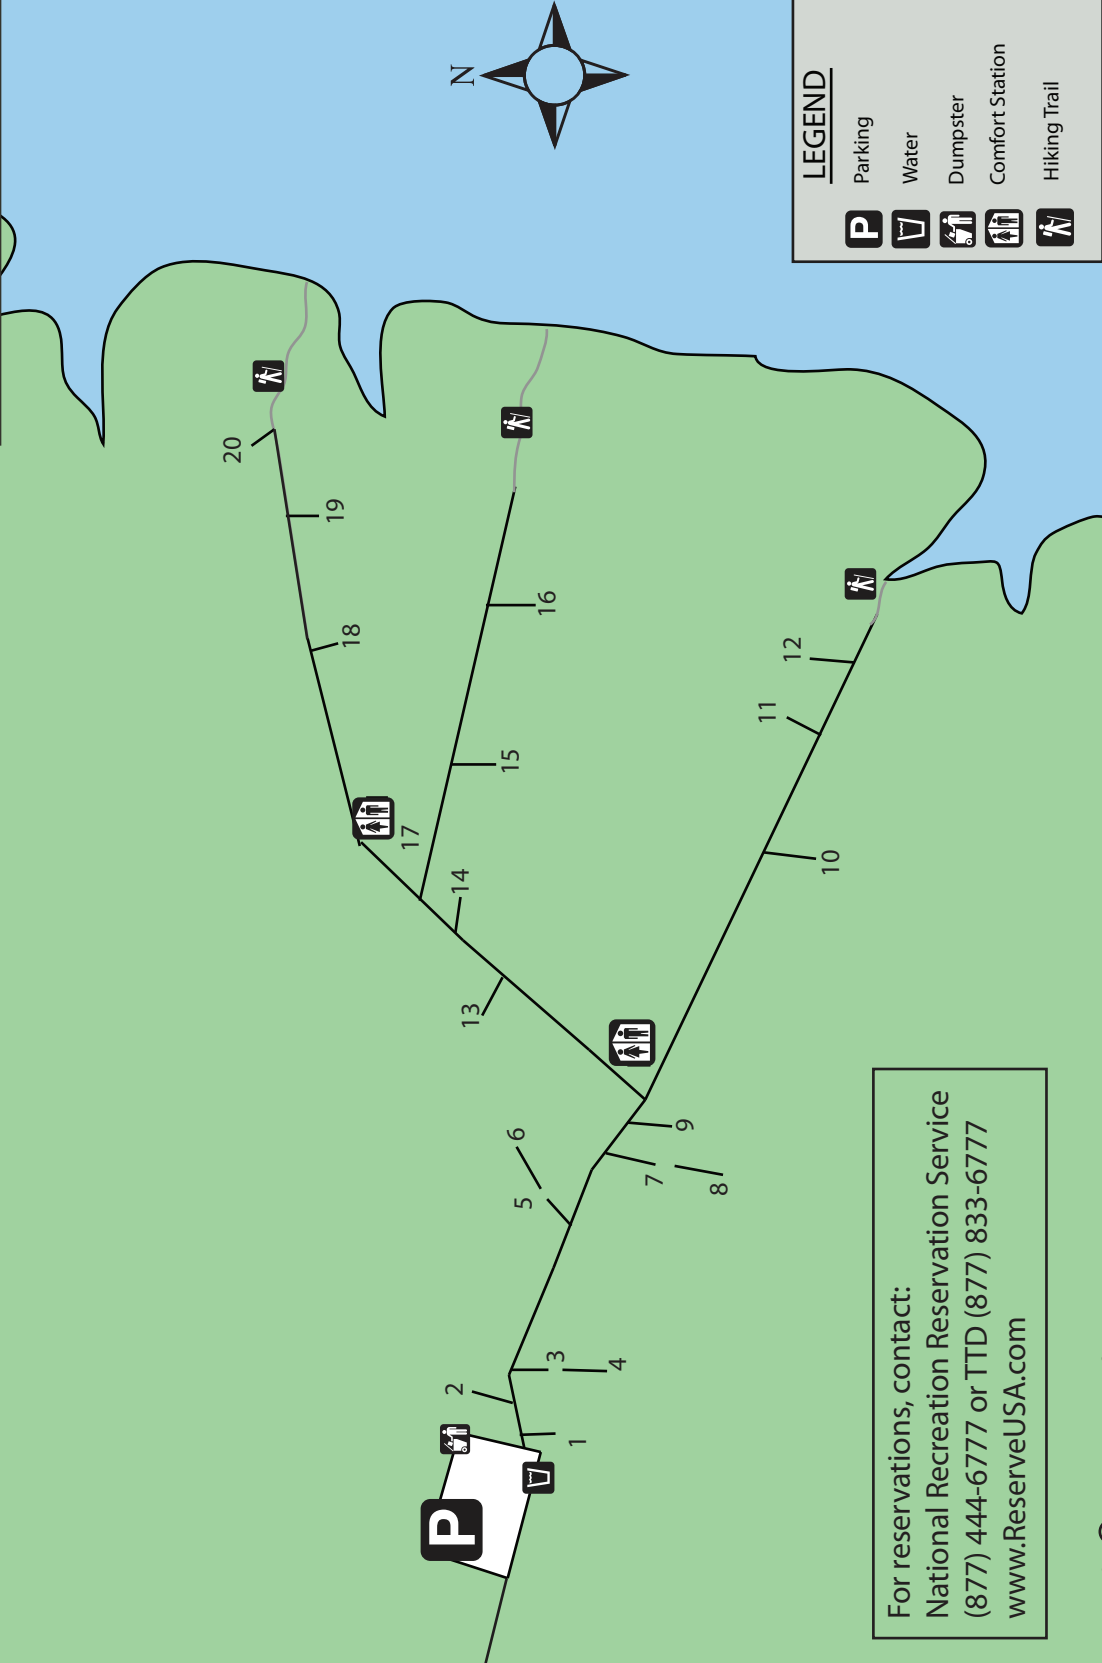 N
LEGEND
P Parking
Water
Dumpster
Comfort Station
Hiking Trail
20
19
18
17
16
15
14
13
12
11
10
9
8
7
6
5
4
3
2
1
P
For reservations, contact:
National Recreation Reservation Service
(877) 444-6777 or TTD (877) 833-6777
www.ReserveUSA.com